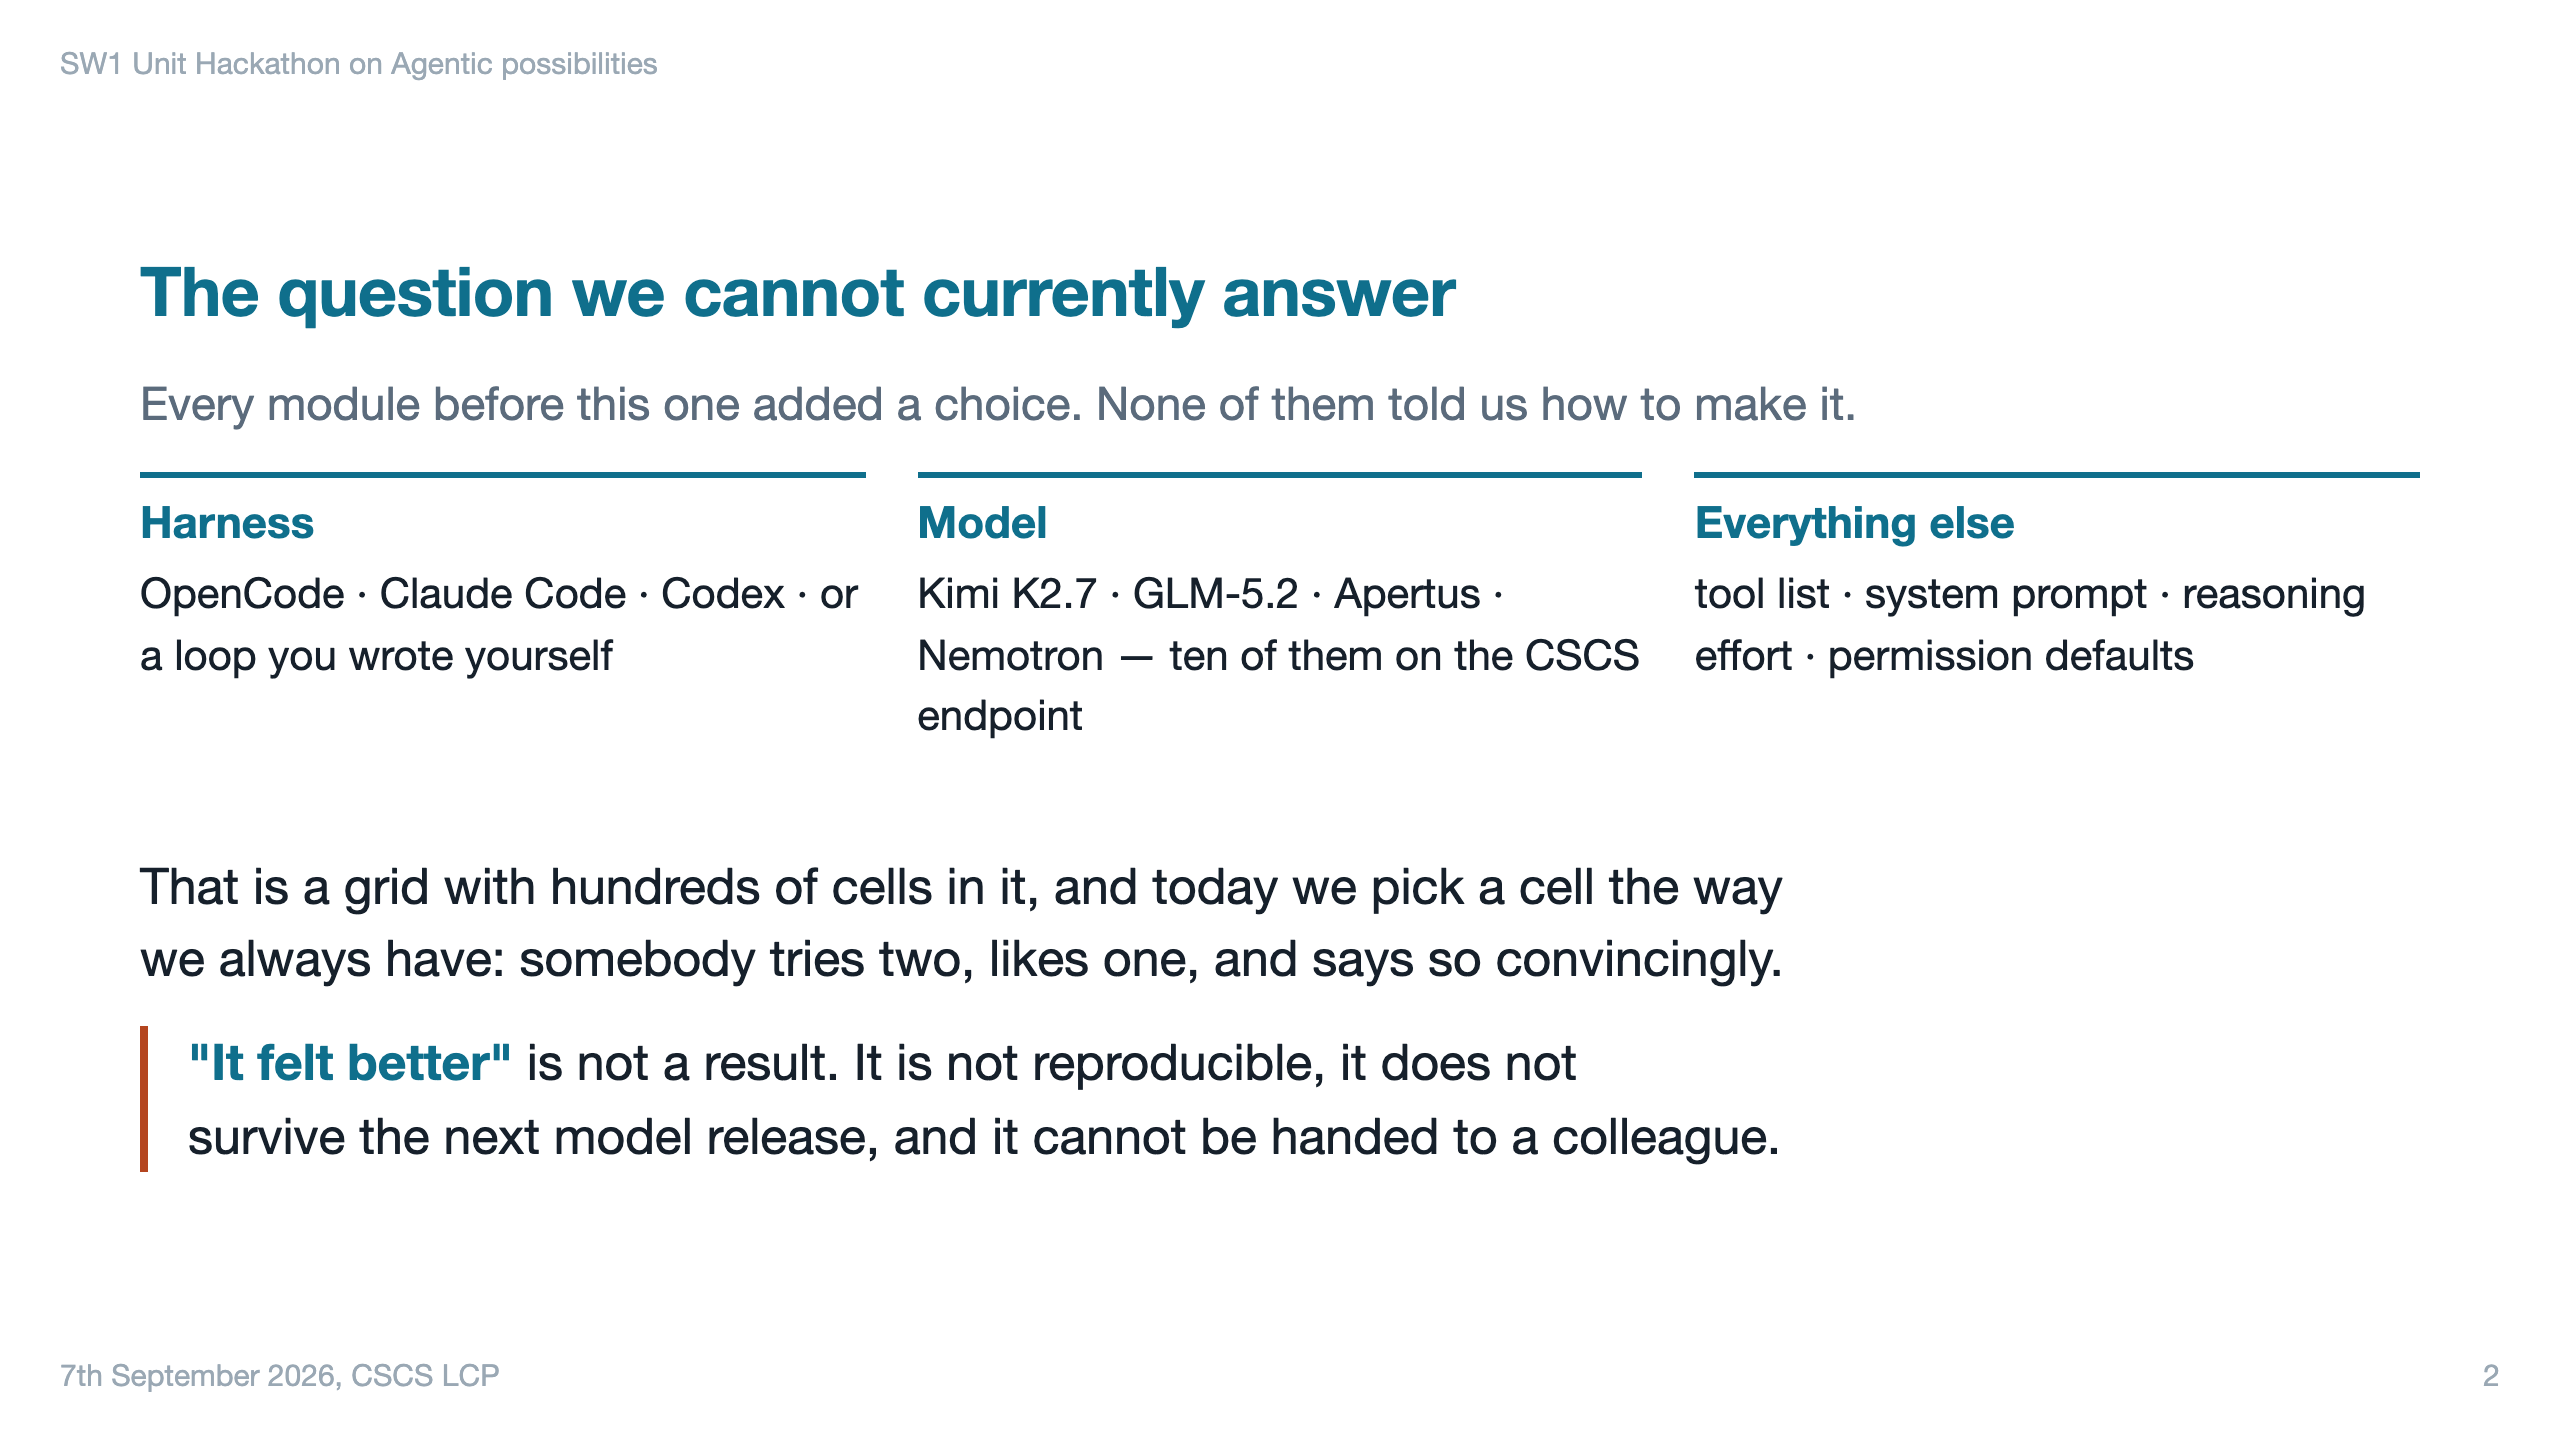 SW1 Unit Hackathon on Agentic possibilities
The question we cannot currently answer
Every module before this one added a choice. None of them told us how to make it.
Harness
OpenCode · Claude Code · Codex · or
a loop you wrote yourself
Model
Kimi K2.7 · GLM-5.2 · Apertus ·
Nemotron — ten of them on the CSCS
endpoint
Everything else
tool list · system prompt · reasoning
effort · permission defaults
That is a grid with hundreds of cells in it, and today we pick a cell the way
we always have: somebody tries two, likes one, and says so convincingly.
"It felt better" is not a result. It is not reproducible, it does not
survive the next model release, and it cannot be handed to a colleague.
7th September 2026, CSCS LCP
2